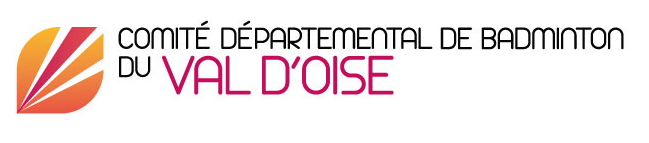 COMITÉ DÉPARTEMENTAL DE BADMINTON
DU VAL D'OISE